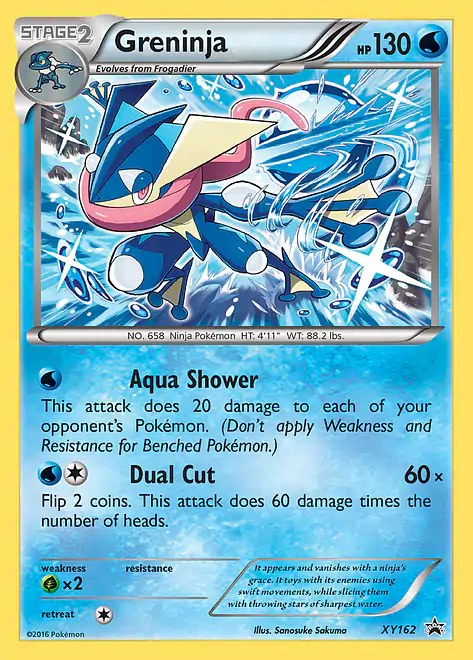 STAGE2 Greninja HP130
Evolves from Frogadier
NO. 658 Ninja Pokémon HT: 4'11" WT: 88.2 lbs.
Aqua Shower
This attack does 20 damage to each of your
opponent's Pokémon. (Don't apply Weakness and
Resistance for Benched Pokémon.)
Dual Cut 60×
Flip 2 coins. This attack does 60 damage times the
number of heads.
weakness resistance
×2
retreat
It appears and vanishes with a ninja's
grace. It toys with its enemies using
swift movements, while slicing them
with throwing stars of sharpest water.
©2016 Pokémon Illus. Sanosuke Sakuma XY162